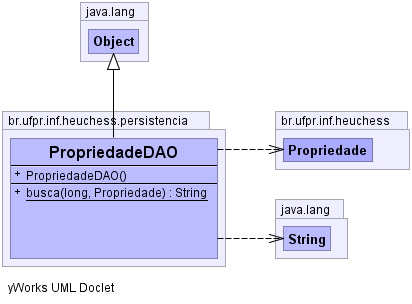 java.lang
Object
br.ufpr.inf.heuchess.persistencia
PropriedadeDAO
+ PropriedadeDAO()
+ busca(long, Propriedade) : String
br.ufpr.inf.heuchess
Propriedade
java.lang
String
yWorks UML Doclet